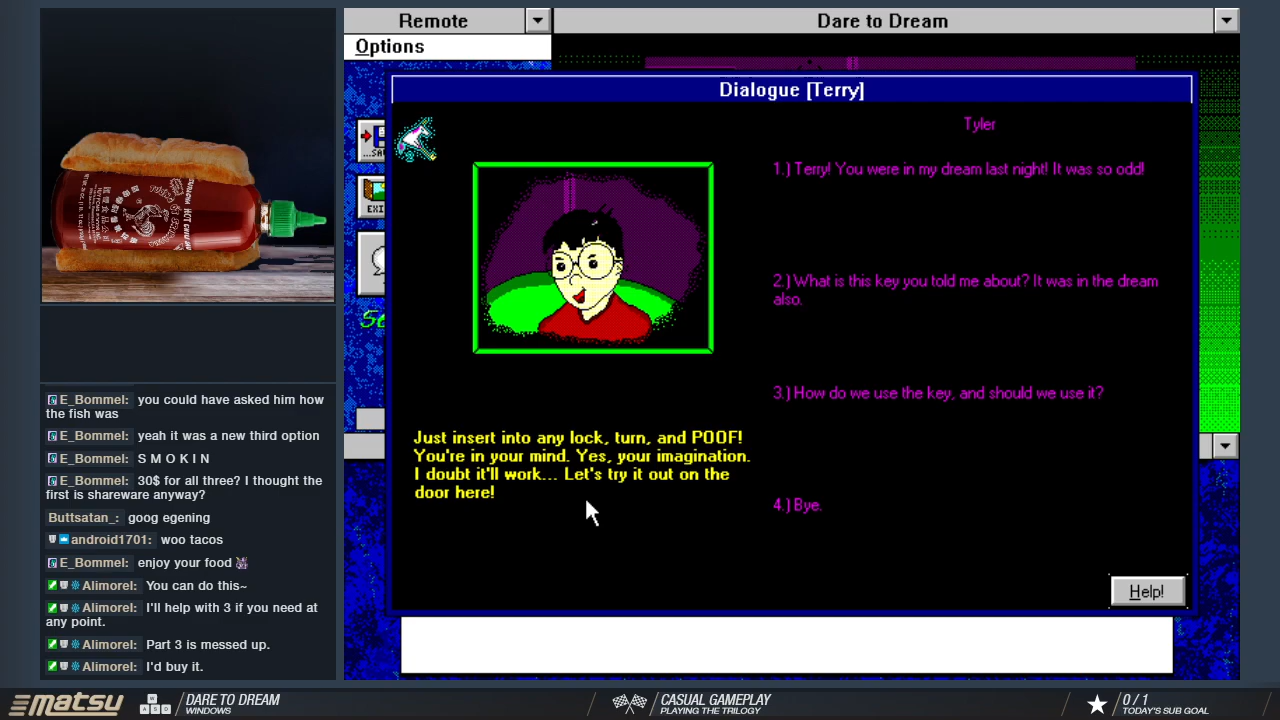 Remote
Dare to Dream
Options
Dialogue [Terry]
Tyler
1.) Terry! You were in my dream last night! It was so odd!
2.) What is this key you told me about? It was in the dream
also.
3.) How do we use the key, and should we use it?
4.) Bye.
Just insert into any lock, turn, and POOF!
You're in your mind. Yes, your imagination.
I doubt it'll work... Let's try it out on the
door here!
Help!
E_Bommel: you could have asked him how
the fish was
E_Bommel: yeah it was a new third option
E_Bommel: S M O K I N
E_Bommel: 30$ for all three? I thought the
first is shareware anyway?
Buttsatan_: goog egening
android1701: woo tacos
E_Bommel: enjoy your food
Alimorel: You can do this~
Alimorel: I'll help with 3 if you need at
any point.
Alimorel: Part 3 is messed up.
Alimorel: I'd buy it.
MATSU
W
A S D
DARE TO DREAM
WINDOWS
CASUAL GAMEPLAY
PLAYING THE TRILOGY
0 / 1
TODAY'S SUB GOAL